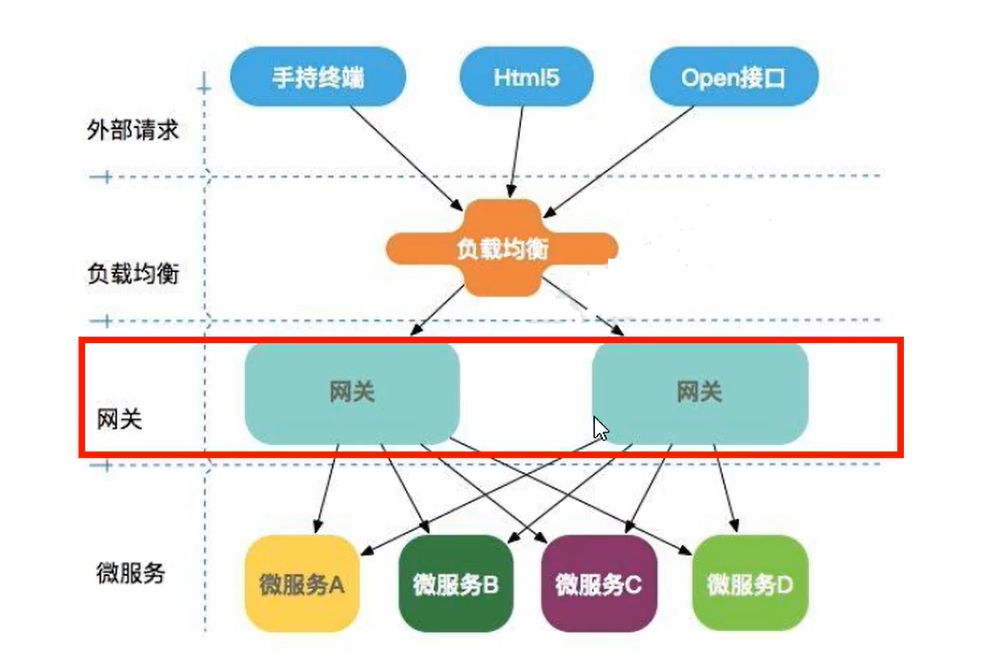 手持终端
Html5
Open接口
外部请求
负载均衡
负载均衡
网关
网关
网关
微服务
微服务A
微服务B
微服务C
微服务D